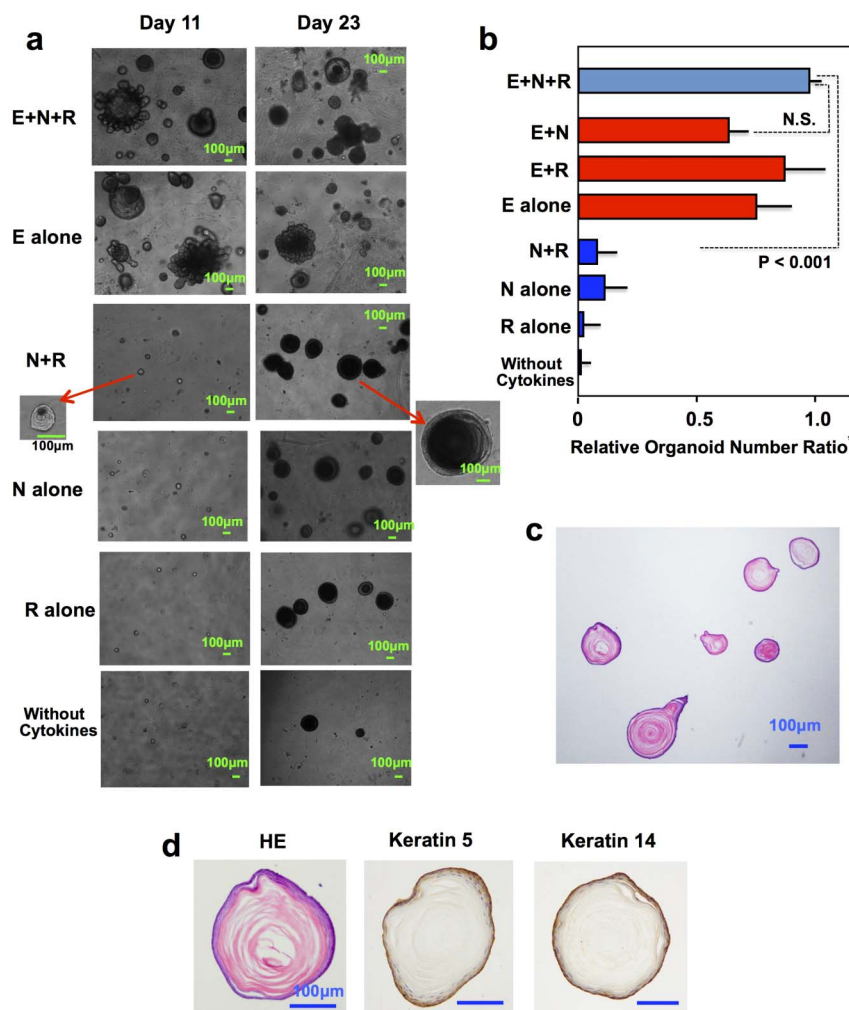 a
Day 11
Day 23
E+N+R
100μm
100μm
E alone
100μm
100μm
N+R
100μm
100μm
100μm
100μm
N alone
100μm
100μm
R alone
100μm
100μm
Without
Cytokines
100μm
100μm
b
E+N+R
E+N
E+R
E alone
N+R
N alone
R alone
Without
Cytokines
N.S.
P < 0.001
0
0.5
1.0
Relative Organoid Number Ratio
c
100μm
d
HE
Keratin 5
Keratin 14
100μm